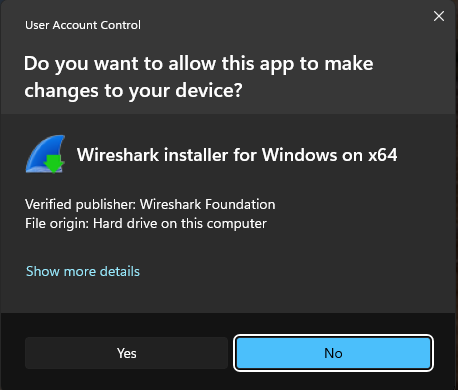 User Account Control
Do you want to allow this app to make
changes to your device?
Wireshark installer for Windows on x64
Verified publisher: Wireshark Foundation
File origin: Hard drive on this computer
Show more details
Yes
No